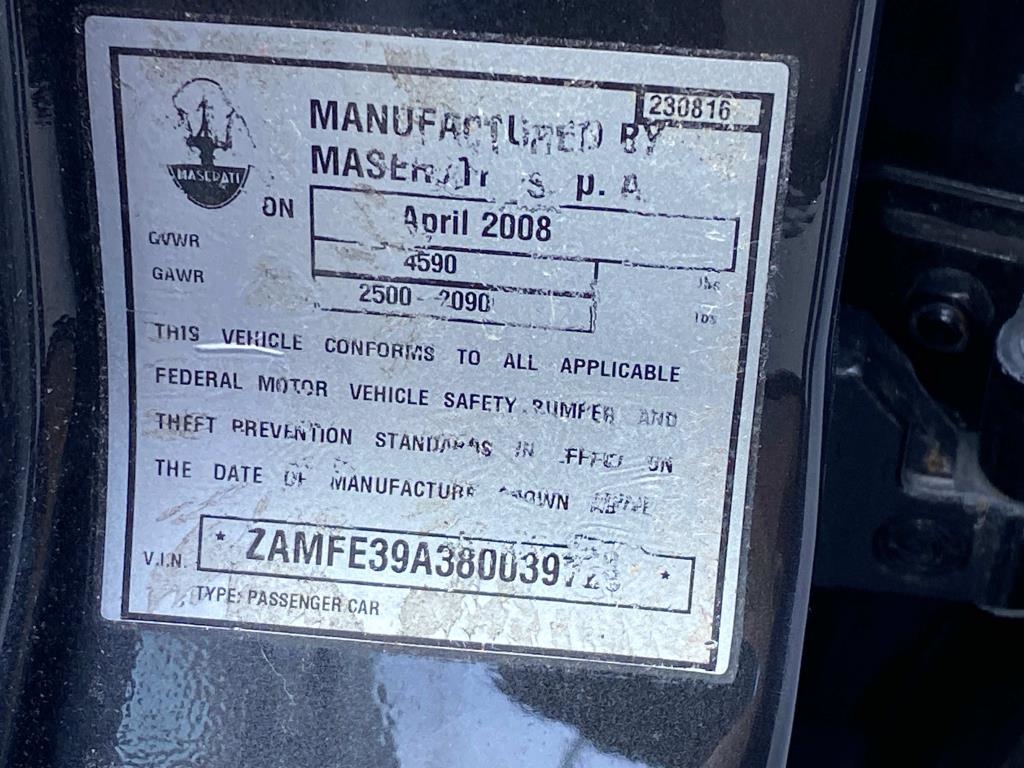 230816
MANUFACTURED BY
MASERATI S.p.A
MASERATI
ON April 2008
GVWR 4590 lbs
GAWR 2500 - 2090 lbs
THIS VEHICLE CONFORMS TO ALL APPLICABLE
FEDERAL MOTOR VEHICLE SAFETY BUMPER AND
THEFT PREVENTION STANDARDS IN EFFECT ON
THE DATE OF MANUFACTURE SHOWN ABOVE
V.I.N.
TYPE: PASSENGER CAR